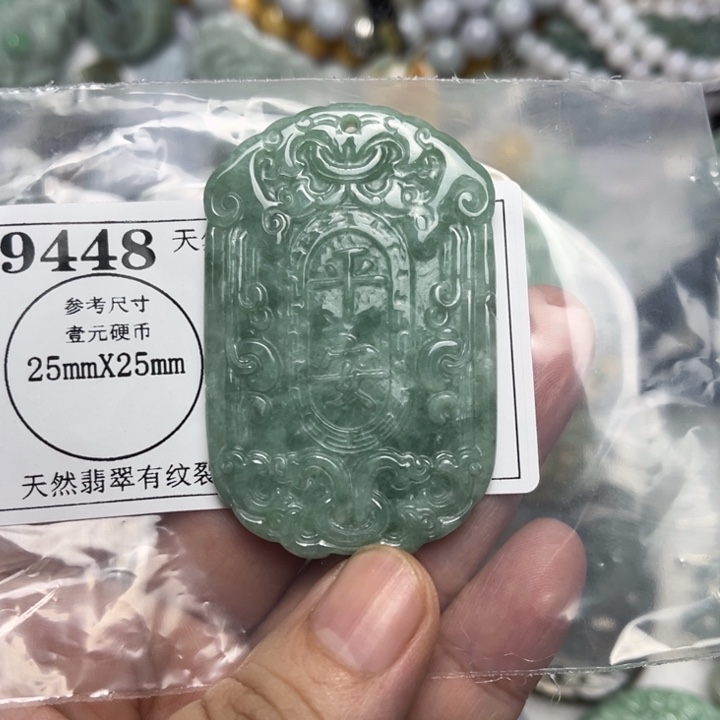 9448 天
参考尺寸
壹元硬币
25mmX25mm
天然翡翠有纹裂
平
安